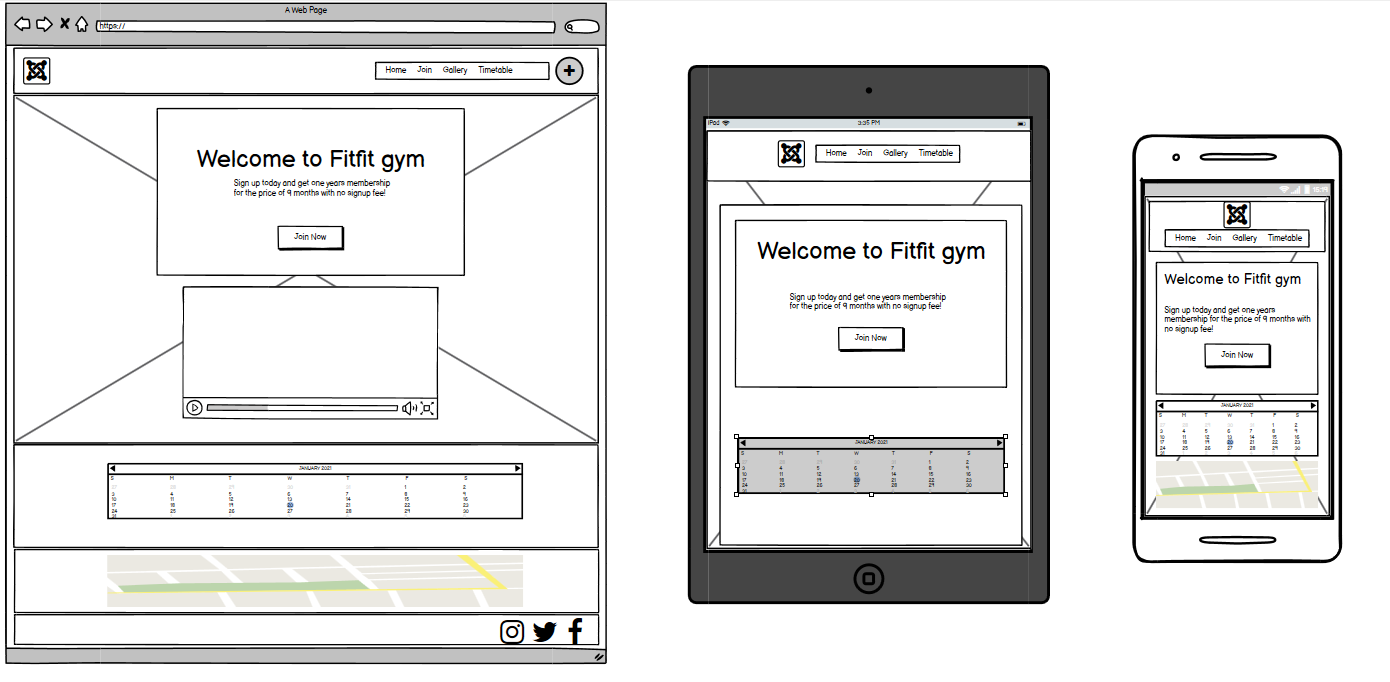 A Web Page
https://
Home Join Gallery Timetable
Welcome to Fitfit gym
Sign up today and get one years membership
for the price of 9 months with no signup fee!
Join Now
JANUARY 2021
S M T W T F S
27 28 29 30 31 1 2
3 4 5 6 7 8 9
10 11 12 13 14 15 16
17 18 19 20 21 22 23
24 25 26 27 28 29 30
31
iPad 3:35 PM
Home Join Gallery Timetable
Welcome to Fitfit gym
Sign up today and get one years membership
for the price of 9 months with no signup fee!
Join Now
JANUARY 2021
S M T W T F S
1 2
3 4 5 6 7 8 9
10 11 12 13 14 15 16
17 18 19 20 21 22 23
24 25 26 27 28 29 30
Home Join Gallery Timetable
Welcome to Fitfit gym
Sign up today and get one years
membership for the price of 9 months with
no signup fee!
Join Now
JANUARY 2021
S M T W T F S
27 28 29 30 31 1 2
3 4 5 6 7 8 9
10 11 12 13 14 15 16
17 18 19 20 21 22 23
24 25 26 27 28 29 30